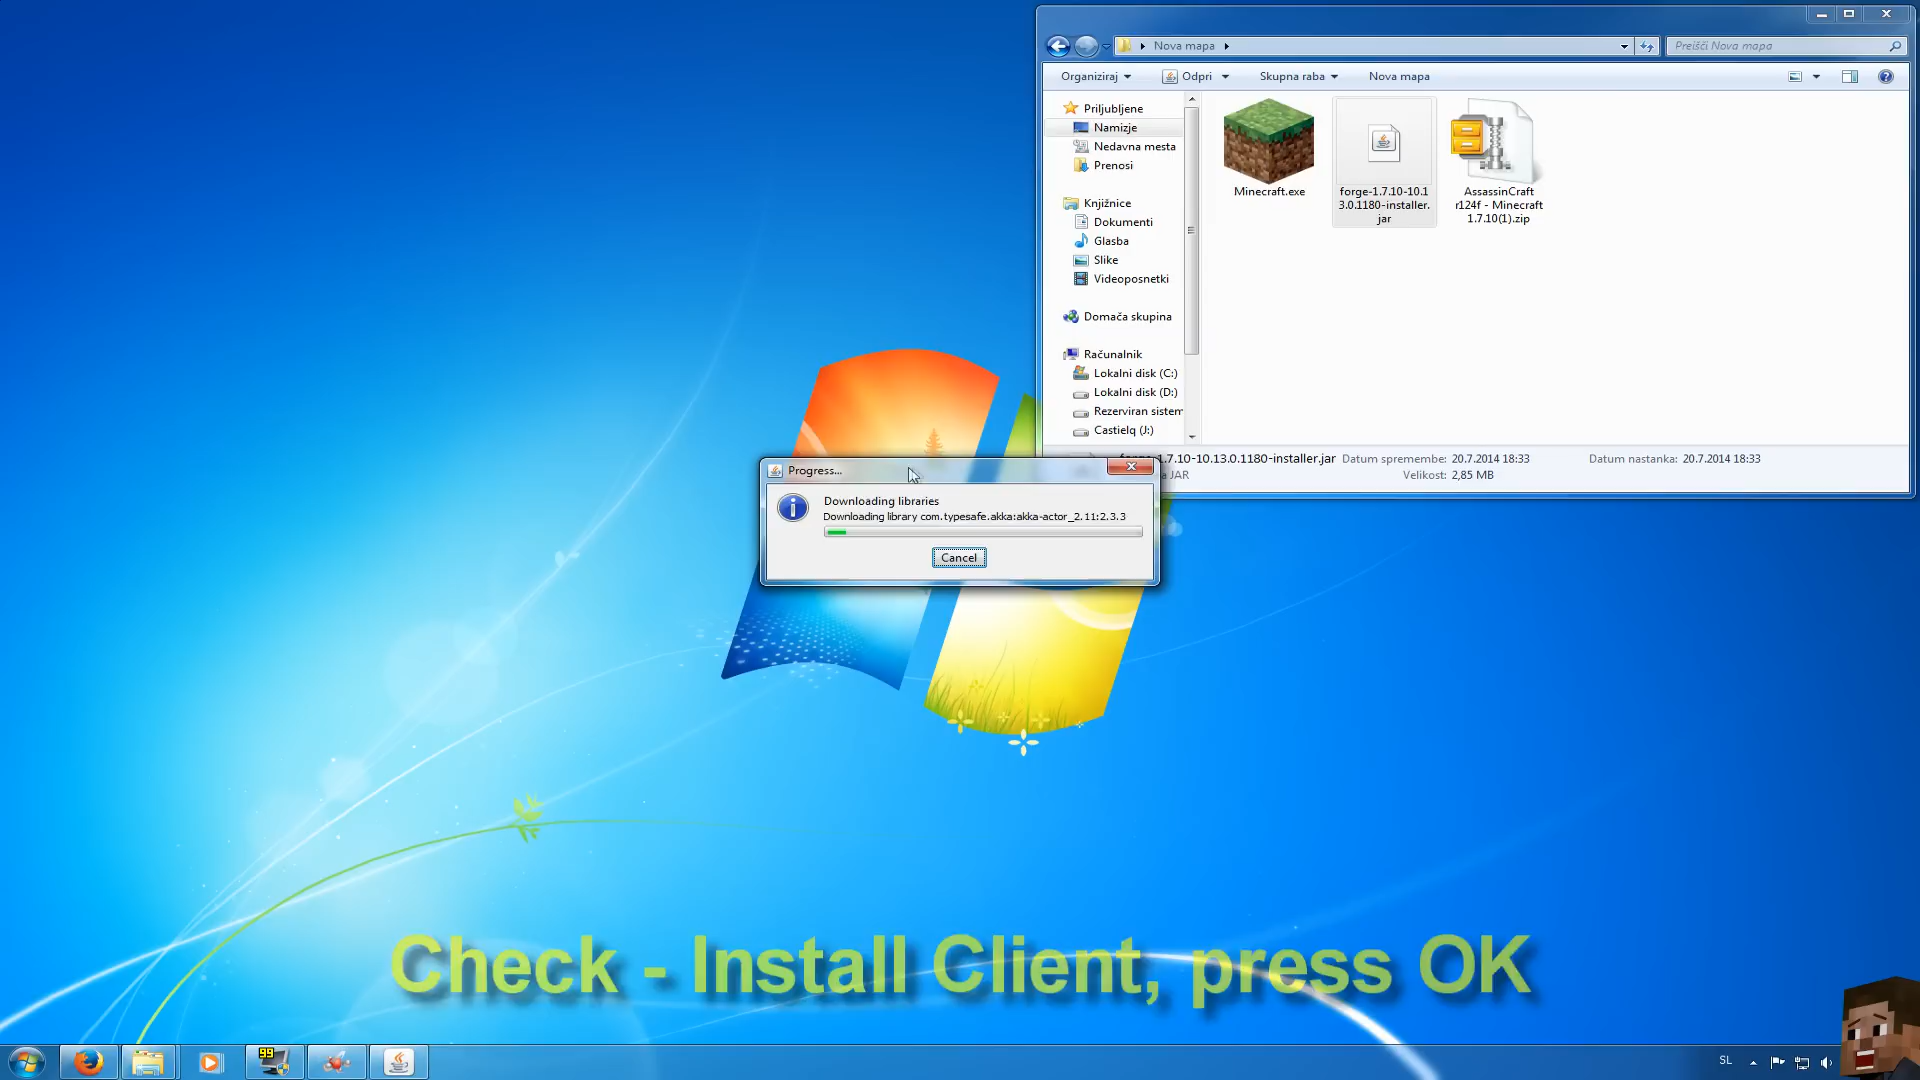 Nova mapa
Preišči Nova mapa
Organiziraj
Odpri
Skupna raba
Nova mapa
Priljubljene
Namizje
Nedavna mesta
Prenosi
Knjižnice
Dokumenti
Glasba
Slike
Videoposnetki
Domača skupina
Računalnik
Lokalni disk (C:)
Lokalni disk (D:)
Rezerviran sistem
Castielq (J:)
Minecraft.exe
forge-1.7.10-10.1
3.0.1180-installer.
jar
AssassinCraft
r124f - Minecraft
1.7.10(1).zip
1.7.10-10.13.0.1180-installer.jar
Datum spremembe: 20.7.2014 18:33
Datum nastanka: 20.7.2014 18:33
JAR
Velikost: 2,85 MB
Progress...
Downloading libraries
Downloading library com.typesafe.akka:akka-actor_2.11:2.3.3
Cancel
Check - Install Client, press OK
99
SL